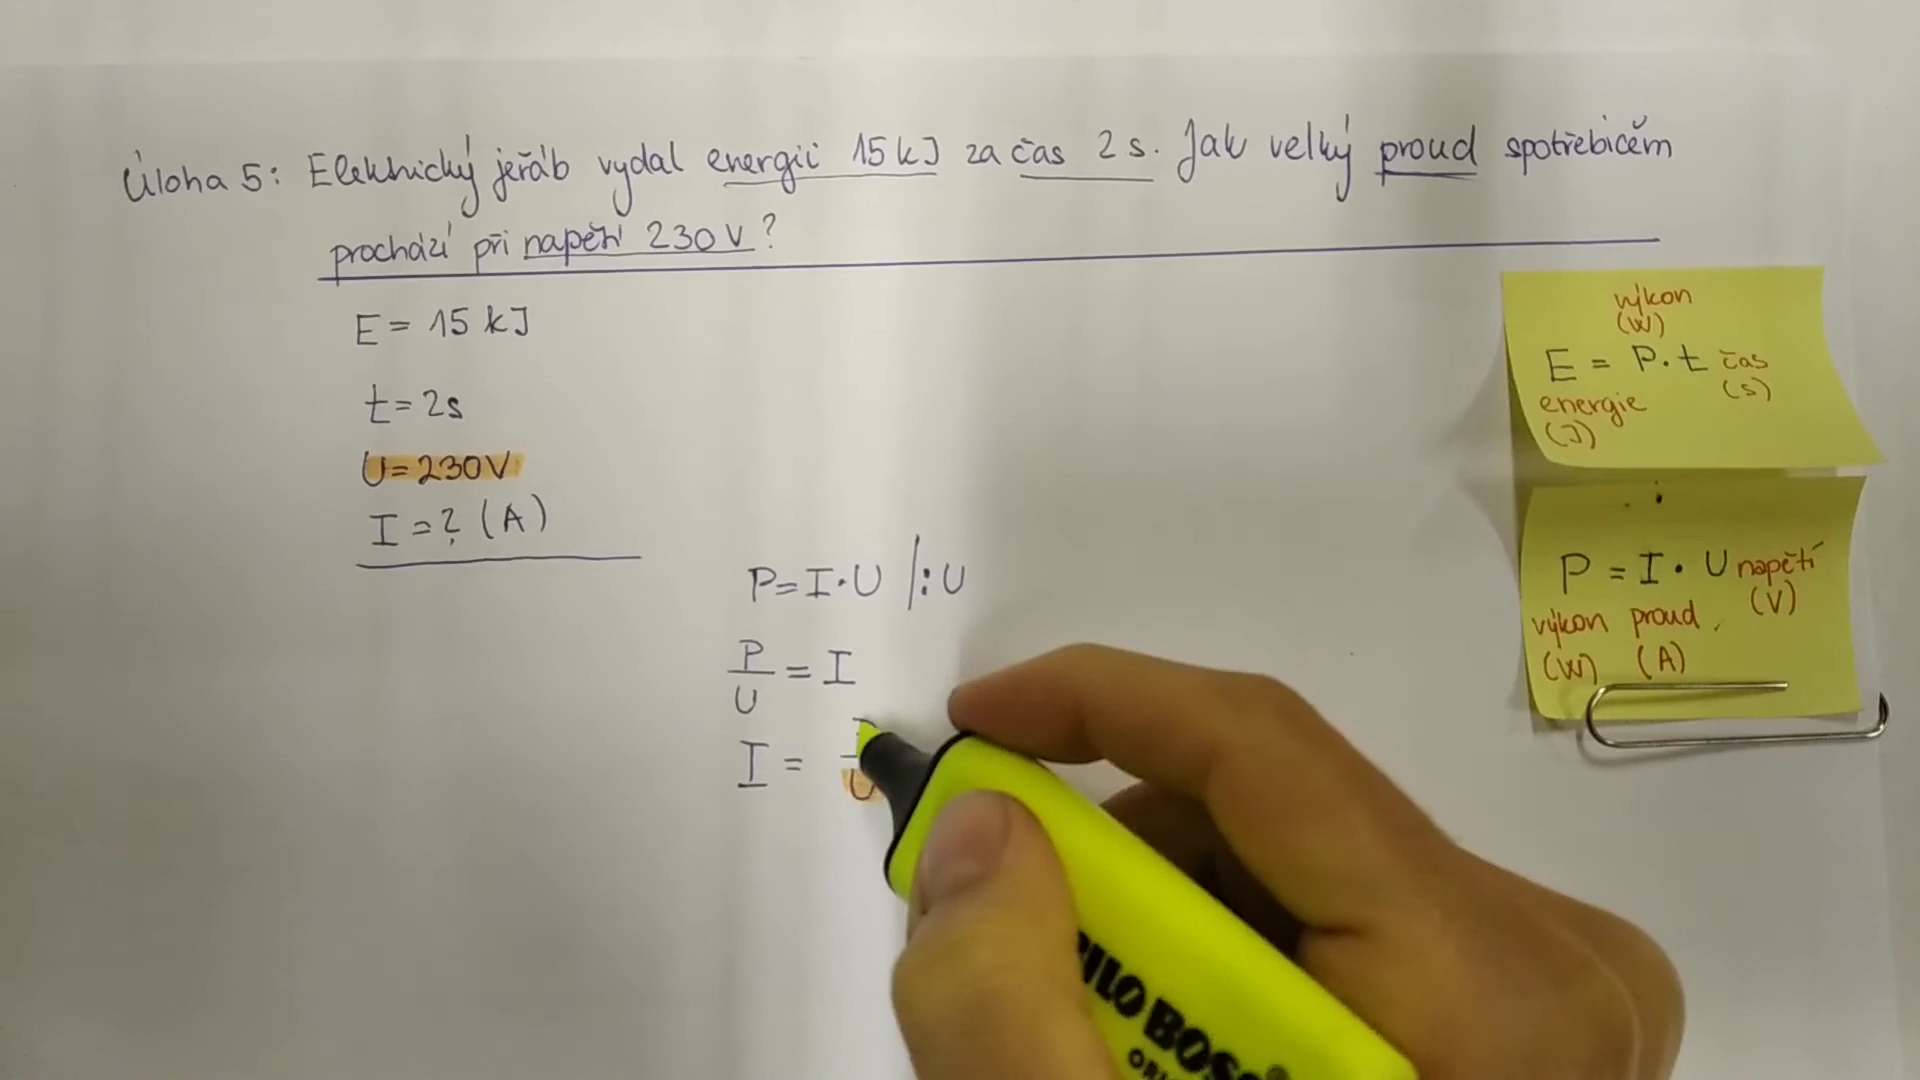 Úloha 5: Elektrický jeřáb vydal energii 15 kJ za čas 2 s. Jak velký proud spotřebičem
prochází při napětí 230 V?
E = 15 kJ
t = 2s
U = 230V
I = ? (A)
P = I · U /: U
P/U = I
I = U
výkon
(W)
E = P · t čas
(s)
energie
(J)
P = I · U napětí
(V)
výkon proud
(W) (A)
BOSS